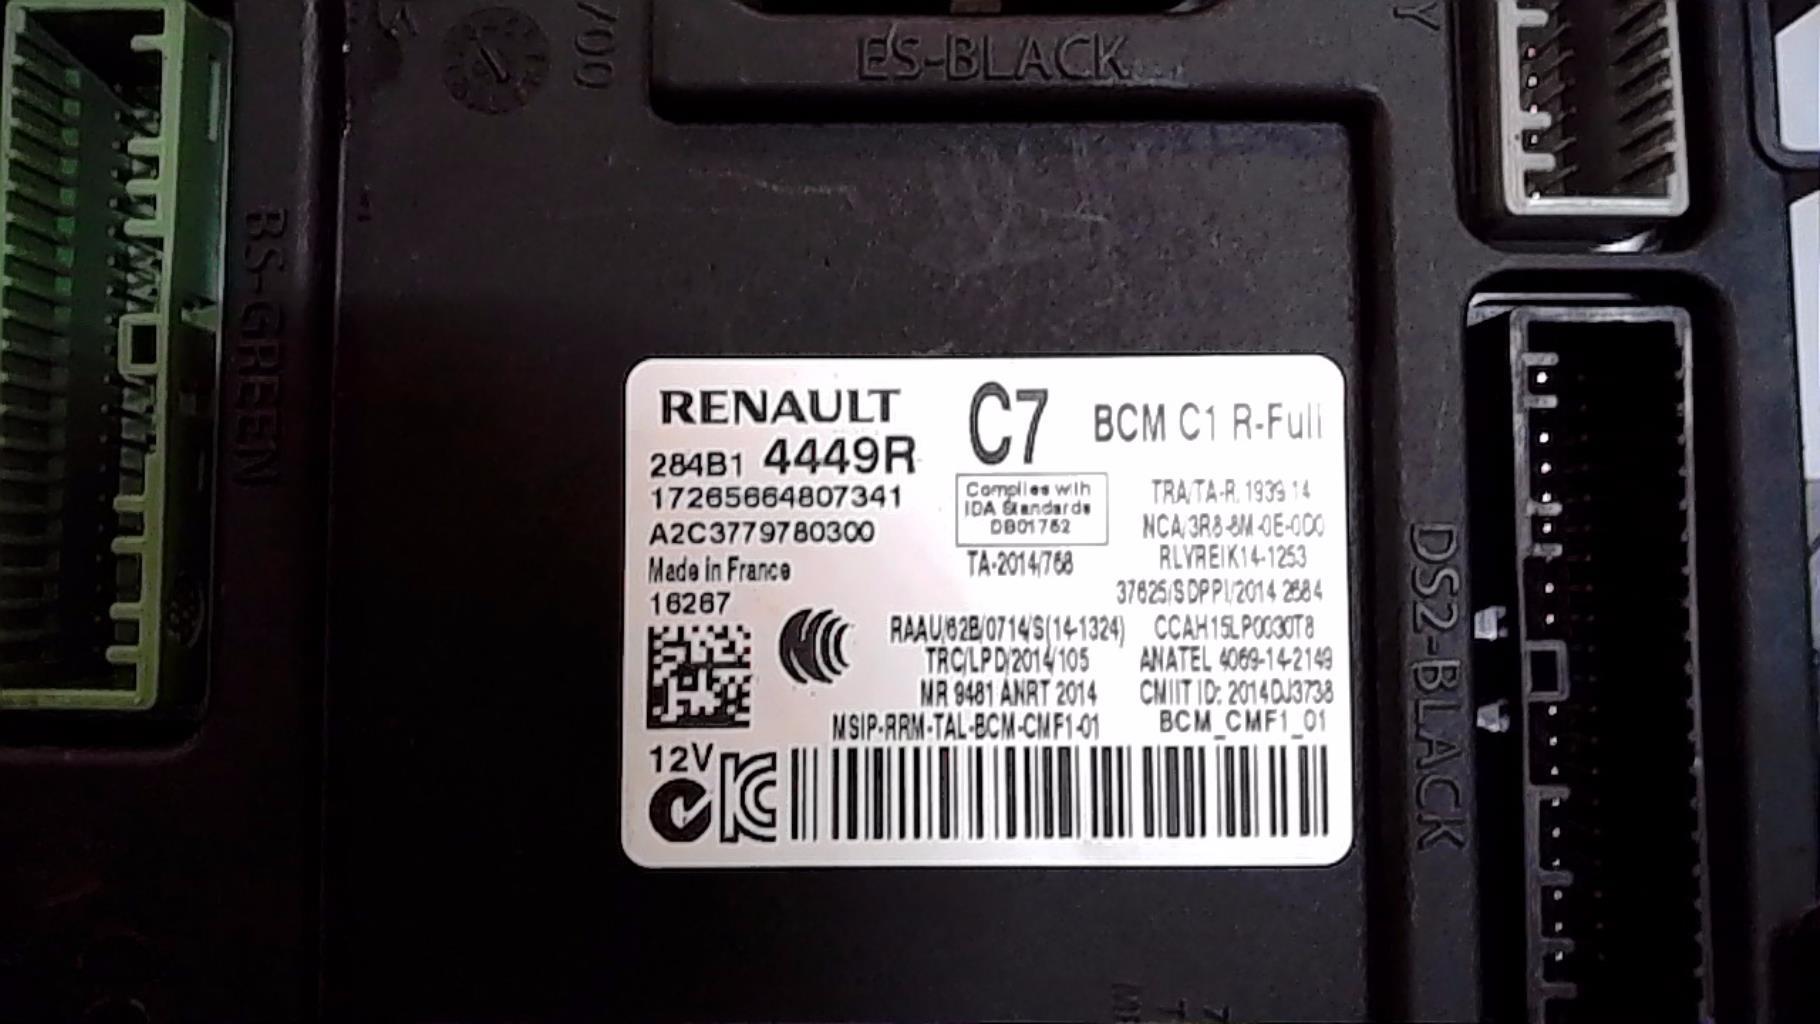 ES-BLACK
BS-GREEN
RENAULT
C7
BCM C1 R-Full
284B1 4449R
17265664807341
A2C3779780300
Made in France
16267
Complies with
IDA Standards
DB01752
TA-2014/768
TRA/TA-R. 1939 14
NCA/3R8-8M-0E-0D0
RLVREIK14-1253
37625/SDPPI/2014 2684
RAAU/62B/0714/S(14-1324)
CCAH15LP0030T8
TRC/LPD/2014/105
ANATEL 4069-14-2149
MR 9481 ANRT 2014
CMIIT ID: 2014DJ3738
MSIP-RRM-TAL-BCM-CMF1-01
BCM_CMF1_01
12V
DS2-BLACK